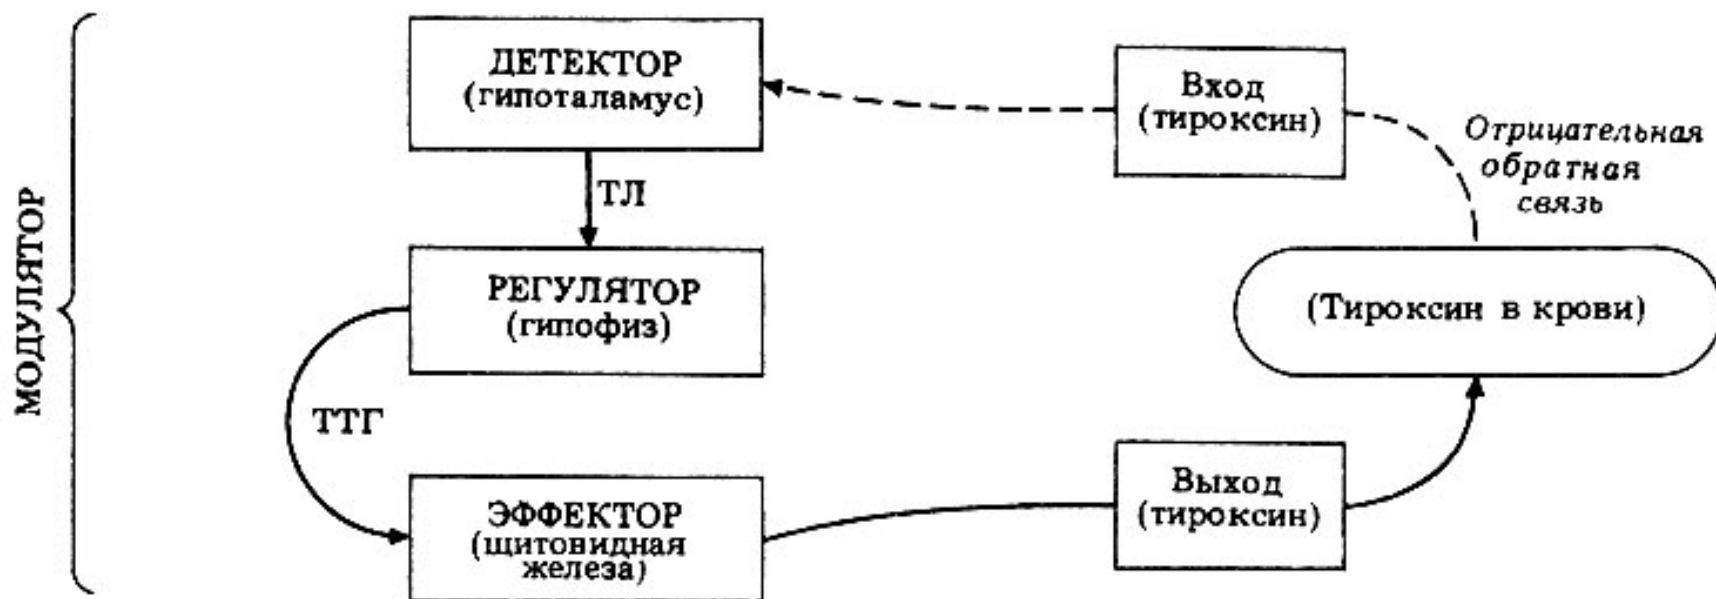 МОДУЛЯТОР
ДЕТЕКТОР
(гипоталамус)
ТЛ
РЕГУЛЯТОР
(гипофиз)
ТТГ
ЭФФЕКТОР
(щитовидная
железа)
Вход
(тироксин)
Отрицательная
обратная
связь
(Тироксин в крови)
Выход
(тироксин)